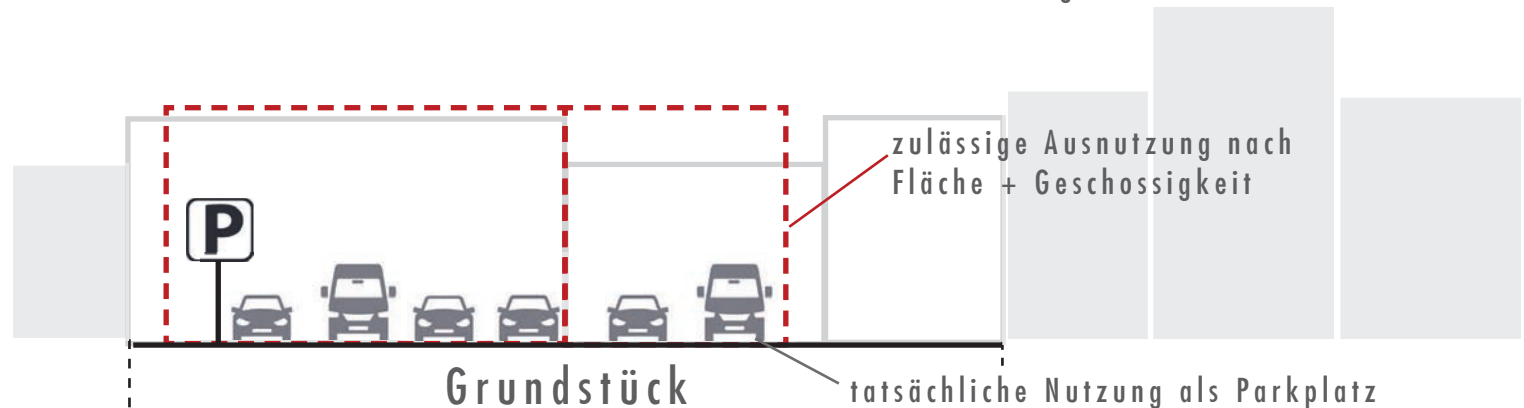 zulässige Ausnutzung nach
Fläche + Geschossigkeit
P
Grundstück
tatsächliche Nutzung als Parkplatz